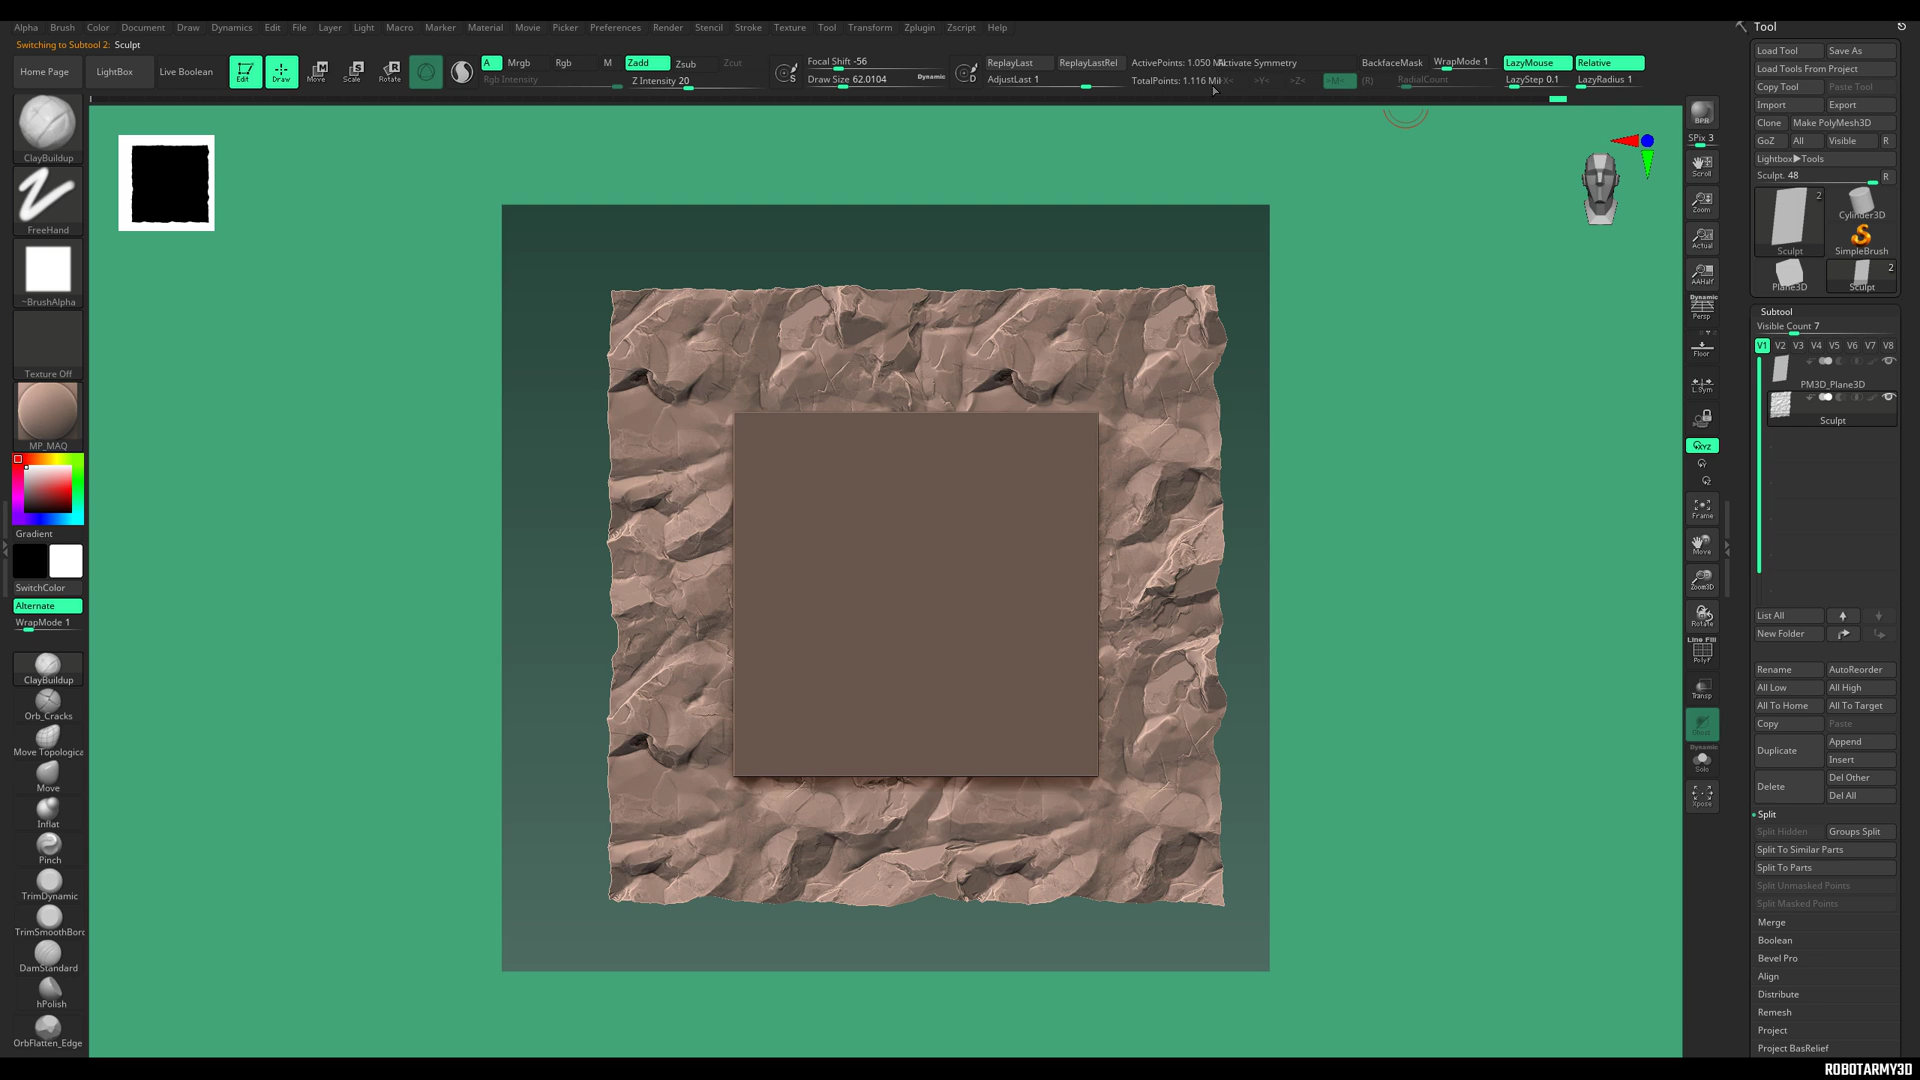 Alpha Brush Color Document Draw Dynamics Edit File Layer Light Macro Marker Material Movie Picker Preferences Render Stencil Stroke Texture Tool Transform Zplugin Zscript Help
Switching to Subtool 2: Sculpt
Home Page LightBox Live Boolean Edit Draw Move Scale Rotate
A Mrgb Rgb M Zadd Zsub Zcut
Rgb Intensity Z Intensity 20
Focal Shift -56
Draw Size 62.0104 Dynamic
ReplayLast ReplayLastRel
AdjustLast 1
ActivePoints: 1.050 Mil
TotalPoints: 1.116 Mil
Activate Symmetry BackfaceMask WrapMode 1 LazyMouse Relative
>Y< >Z< >M< (R) RadialCount LazyStep 0.1 LazyRadius 1
ClayBuildup
FreeHand
~BrushAlpha
Texture Off
MP_MAQ
Gradient
SwitchColor
Alternate
WrapMode 1
ClayBuildup
Orb_Cracks
Move Topologica
Move
Inflat
Pinch
TrimDynamic
TrimSmoothBorc
DamStandard
hPolish
OrbFlatten_Edge
BPR
SPix 3
Scroll
Zoom
Actual
AAHalf
Dynamic
Persp
Floor
L.Sym
XYZ
Frame
Move
Zoom3D
Rotate
Line Fill
PolyF
Transp
Ghost
Dynamic
Solo
Xpose
Tool
Load Tool Save As
Load Tools From Project
Copy Tool Paste Tool
Import Export
Clone Make PolyMesh3D
GoZ All Visible R
Lightbox▶Tools
Sculpt. 48 R
2
Sculpt Cylinder3D
SimpleBrush
2
Plane3D Sculpt
Subtool
Visible Count 7
V1 V2 V3 V4 V5 V6 V7 V8
PM3D_Plane3D
Sculpt
List All
New Folder
Rename AutoReorder
All Low All High
All To Home All To Target
Copy Paste
Duplicate Append
Insert
Delete Del Other
Del All
Split
Split Hidden Groups Split
Split To Similar Parts
Split To Parts
Split Unmasked Points
Split Masked Points
Merge
Boolean
Bevel Pro
Align
Distribute
Remesh
Project
Project BasRelief
ROBOTARMY3D